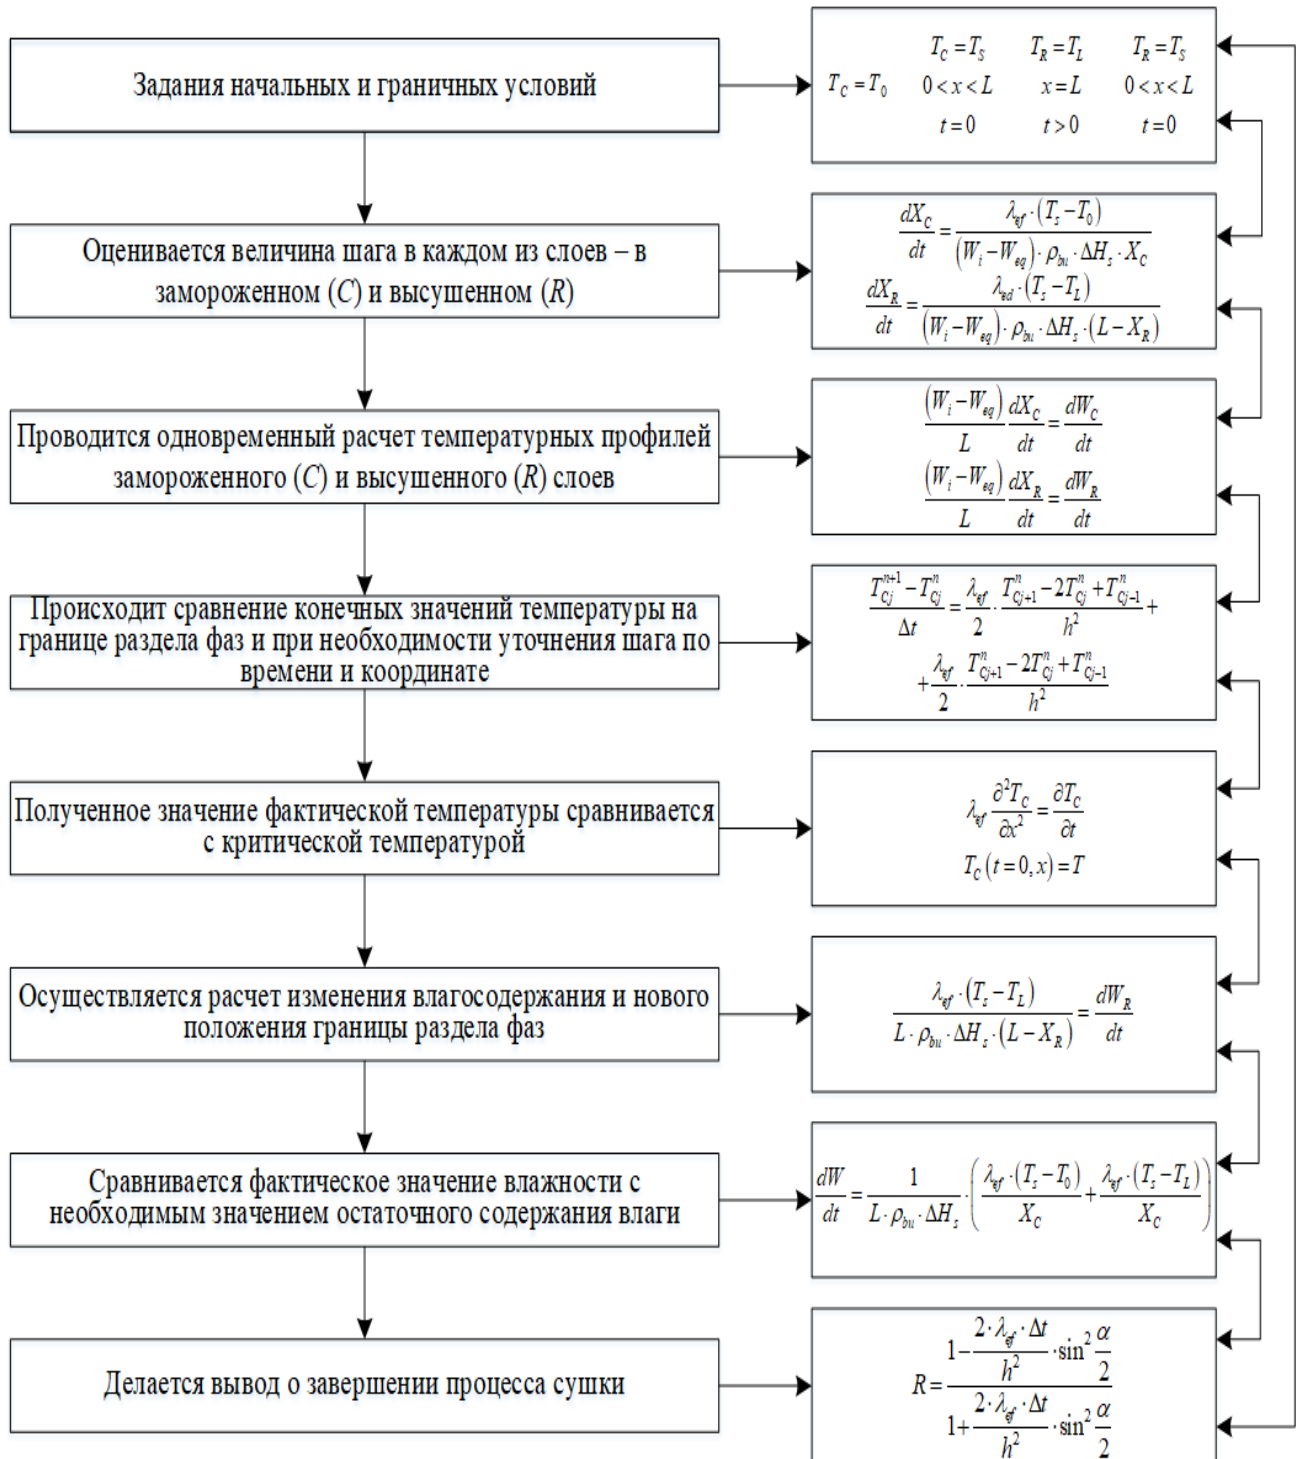 Задания начальных и граничных условий
T_C = T_S T_R = T_L T_R = T_S
T_C = T_0 0 < x < L x = L 0 < x < L
t = 0 t > 0 t = 0
Оценивается величина шага в каждом из слоев – в
замороженном (C) и высушенном (R)
dX_C/dt = λ_ef · (T_s − T_0) / ((W_i − W_eq) · ρ_bu · ΔH_s · X_C)
dX_R/dt = λ_ed · (T_s − T_L) / ((W_i − W_eq) · ρ_bu · ΔH_s · (L − X_R))
Проводится одновременный расчет температурных профилей
замороженного (C) и высушенного (R) слоев
(W_i − W_eq)/L dX_C/dt = dW_C/dt
(W_i − W_eq)/L dX_R/dt = dW_R/dt
Происходит сравнение конечных значений температуры на
границе раздела фаз и при необходимости уточнения шага по
времени и координате
(T_Cj^{n+1} − T_Cj^n)/Δt = λ_ef/2 · (T_Cj+1^n − 2T_Cj^n + T_Cj−1^n)/h² +
+ λ_ef/2 · (T_Cj+1^n − 2T_Cj^n + T_Cj−1^n)/h²
Полученное значение фактической температуры сравнивается
с критической температурой
λ_ef ∂²T_C/∂x² = ∂T_C/∂t
T_C (t = 0, x) = T
Осуществляется расчет изменения влагосодержания и нового
положения границы раздела фаз
λ_ef · (T_s − T_L) / (L · ρ_bu · ΔH_s · (L − X_R)) = dW_R/dt
Сравнивается фактическое значение влажности с
необходимым значением остаточного содержания влаги
dW/dt = 1/(L · ρ_bu · ΔH_s) · (λ_ef · (T_s − T_0)/X_C + λ_ef · (T_s − T_L)/X_C)
Делается вывод о завершении процесса сушки
R = (1 − (2 · λ_ef · Δt)/h² · sin² α/2) / (1 + (2 · λ_ef · Δt)/h² · sin² α/2)